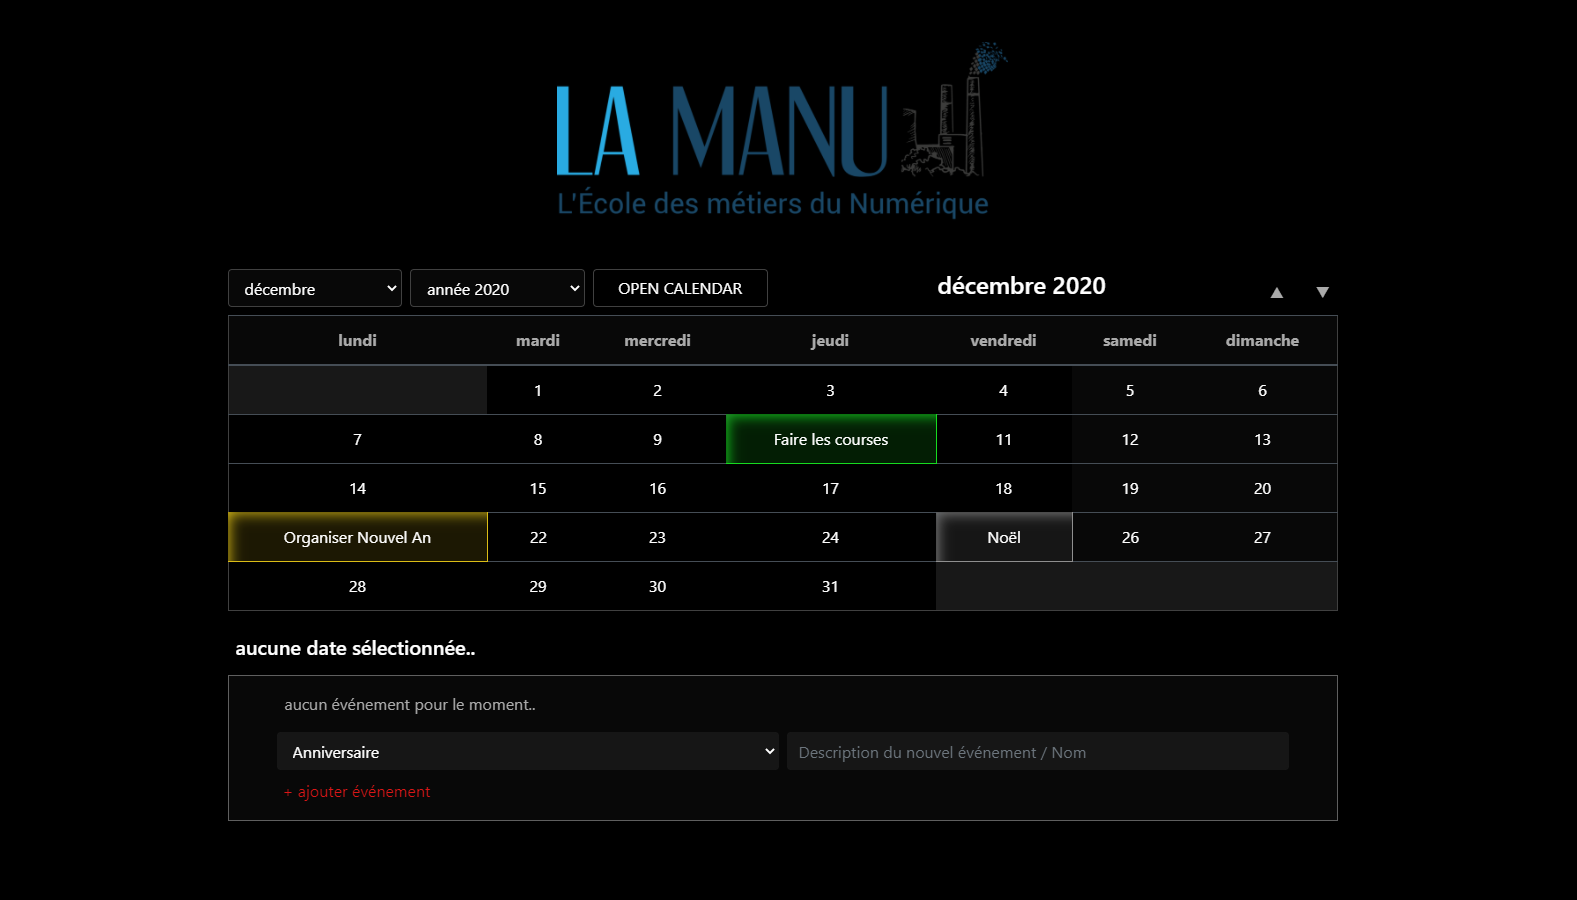 LA MANU
L'École des métiers du Numérique
décembre année 2020 OPEN CALENDAR décembre 2020 ▲ ▼
lundi mardi mercredi jeudi vendredi samedi dimanche
1 2 3 4 5 6
7 8 9 Faire les courses 11 12 13
14 15 16 17 18 19 20
Organiser Nouvel An 22 23 24 Noël 26 27
28 29 30 31
aucune date sélectionnée..
aucun événement pour le moment..
Anniversaire Description du nouvel événement / Nom
+ ajouter événement